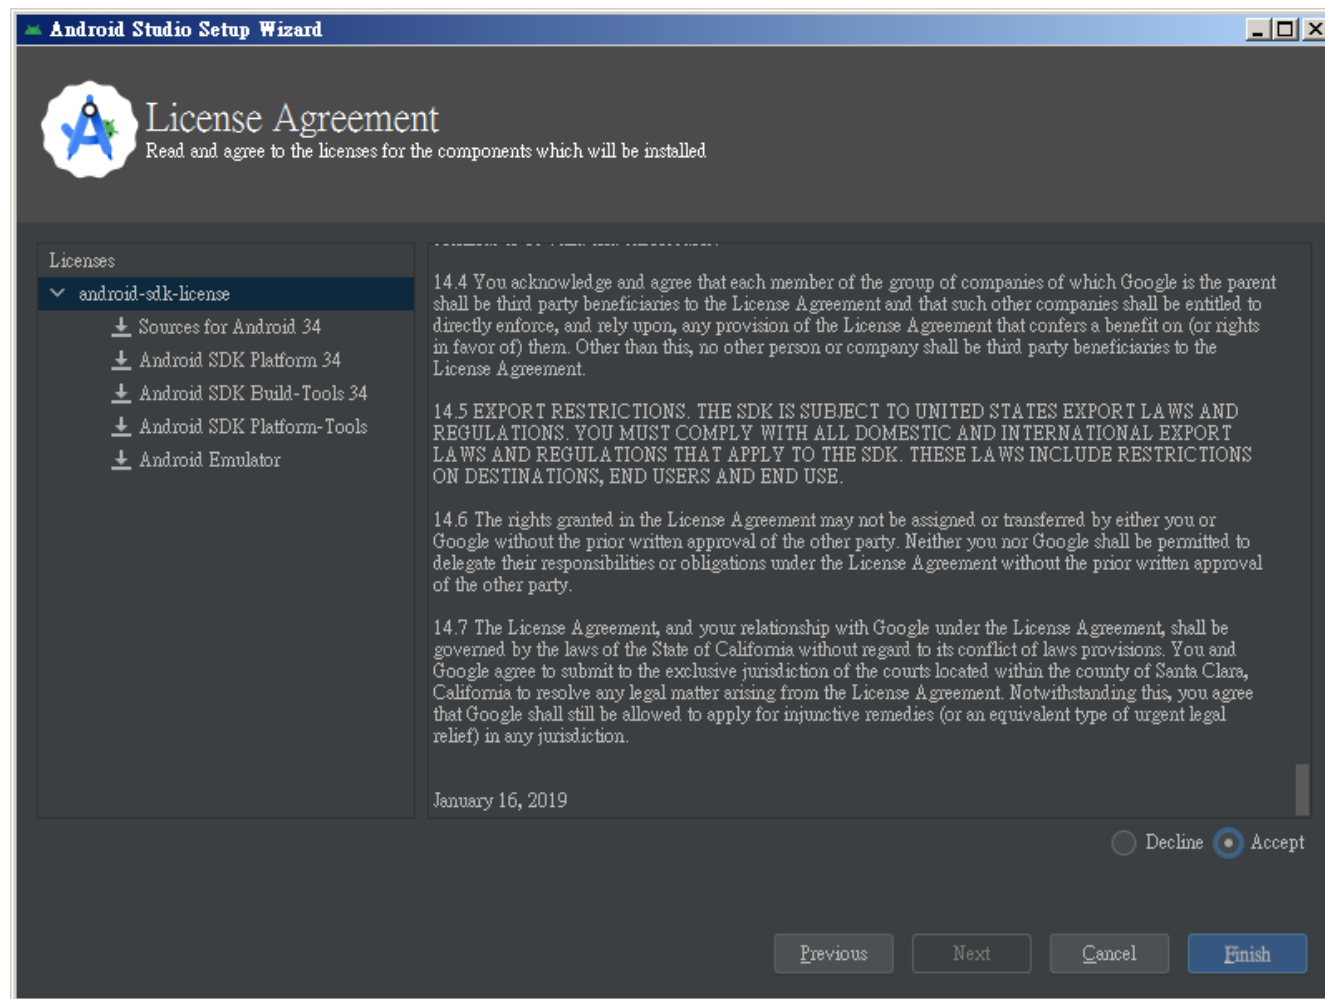 Android Studio Setup Wizard
License Agreement
Read and agree to the licenses for the components which will be installed
Licenses
android-sdk-license
Sources for Android 34
Android SDK Platform 34
Android SDK Build-Tools 34
Android SDK Platform-Tools
Android Emulator
14.4 You acknowledge and agree that each member of the group of companies of which Google is the parent
shall be third party beneficiaries to the License Agreement and that such other companies shall be entitled to
directly enforce, and rely upon, any provision of the License Agreement that confers a benefit on (or rights
in favor of) them. Other than this, no other person or company shall be third party beneficiaries to the
License Agreement.
14.5 EXPORT RESTRICTIONS. THE SDK IS SUBJECT TO UNITED STATES EXPORT LAWS AND
REGULATIONS. YOU MUST COMPLY WITH ALL DOMESTIC AND INTERNATIONAL EXPORT
LAWS AND REGULATIONS THAT APPLY TO THE SDK. THESE LAWS INCLUDE RESTRICTIONS
ON DESTINATIONS, END USERS AND END USE.
14.6 The rights granted in the License Agreement may not be assigned or transferred by either you or
Google without the prior written approval of the other party. Neither you nor Google shall be permitted to
delegate their responsibilities or obligations under the License Agreement without the prior written approval
of the other party.
14.7 The License Agreement, and your relationship with Google under the License Agreement, shall be
governed by the laws of the State of California without regard to its conflict of laws provisions. You and
Google agree to submit to the exclusive jurisdiction of the courts located within the county of Santa Clara,
California to resolve any legal matter arising from the License Agreement. Notwithstanding this, you agree
that Google shall still be allowed to apply for injunctive remedies (or an equivalent type of urgent legal
relief) in any jurisdiction.
January 16, 2019
Decline Accept
Previous Next Cancel Finish